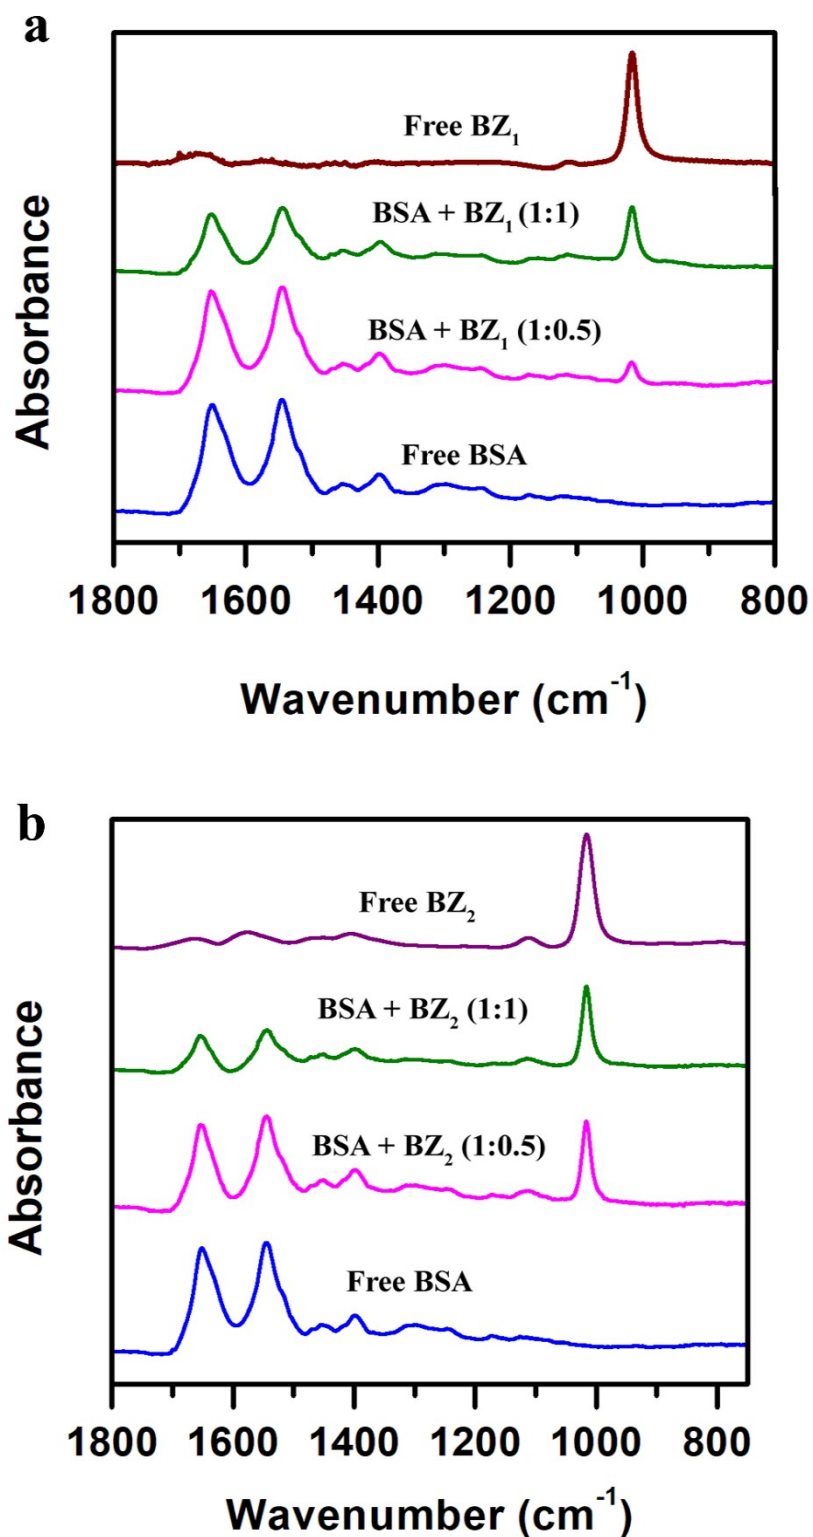 a
Free BZ₁
BSA + BZ₁ (1:1)
BSA + BZ₁ (1:0.5)
Free BSA
Absorbance
1800 1600 1400 1200 1000 800
Wavenumber (cm⁻¹)
b
Free BZ₂
BSA + BZ₂ (1:1)
BSA + BZ₂ (1:0.5)
Free BSA
Absorbance
1800 1600 1400 1200 1000 800
Wavenumber (cm⁻¹)